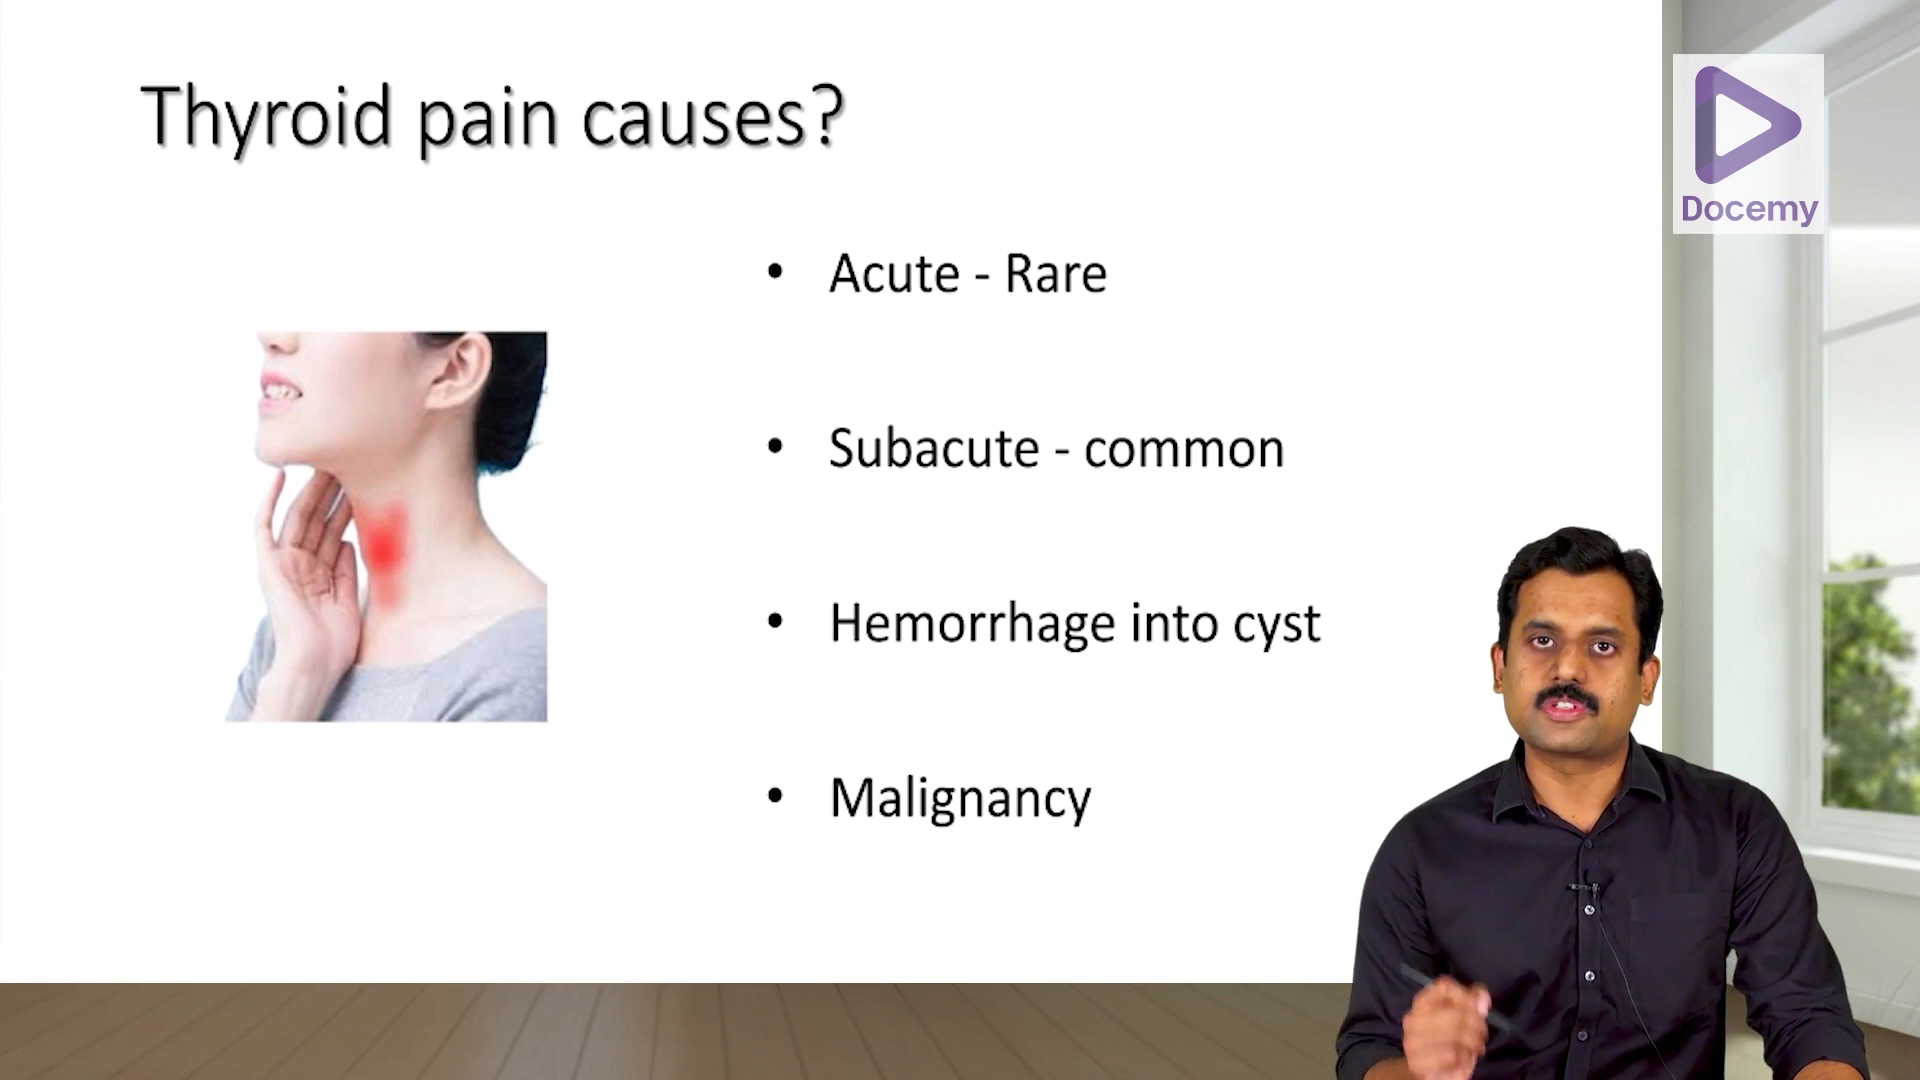 Thyroid pain causes?
Docemy
• Acute - Rare
• Subacute - common
• Hemorrhage into cyst
• Malignancy